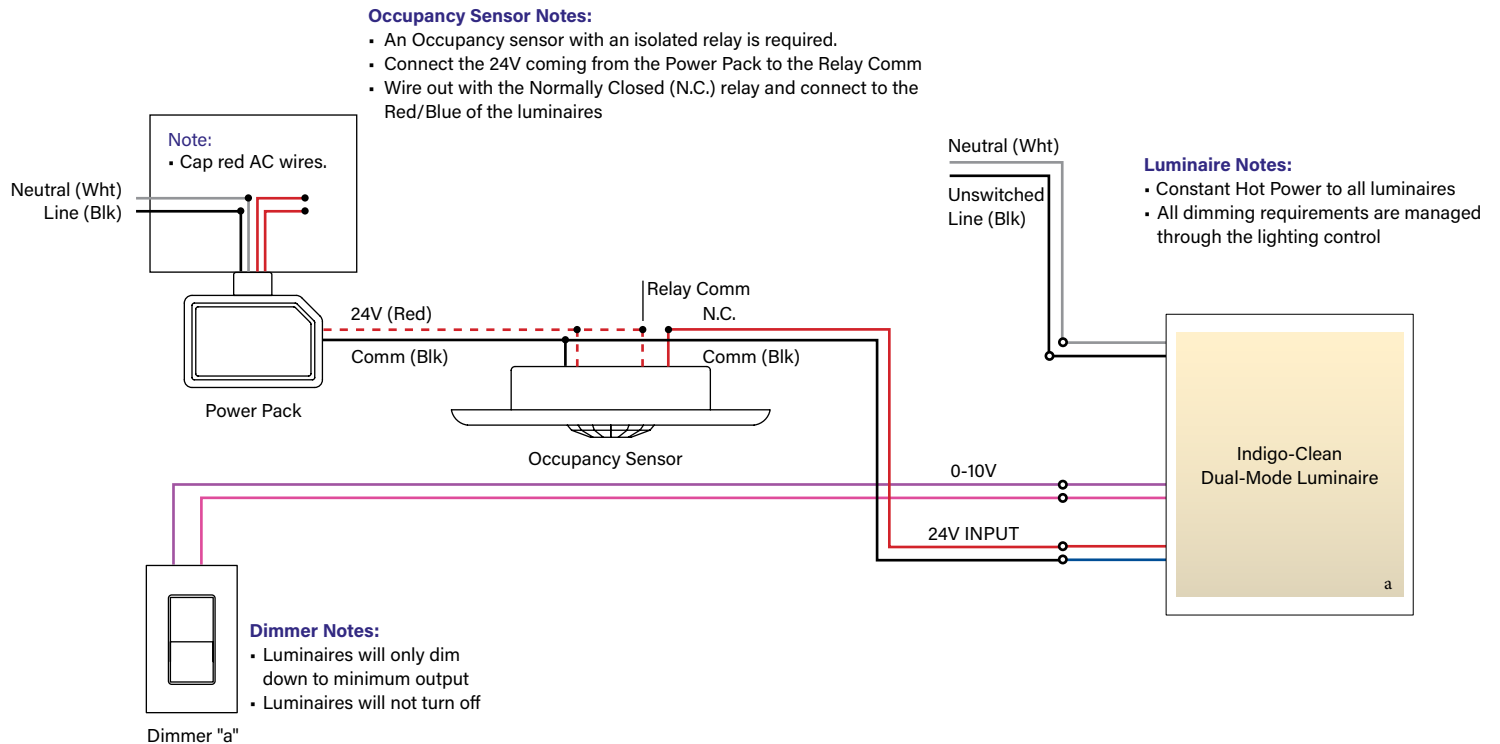 Occupancy Sensor Notes:
▪ An Occupancy sensor with an isolated relay is required.
▪ Connect the 24V coming from the Power Pack to the Relay Comm
▪ Wire out with the Normally Closed (N.C.) relay and connect to the
Red/Blue of the luminaires
Note:
▪ Cap red AC wires.
Neutral (Wht)
Line (Blk)
Neutral (Wht)
Unswitched
Line (Blk)
Luminaire Notes:
▪ Constant Hot Power to all luminaires
▪ All dimming requirements are managed
through the lighting control
Relay Comm
24V (Red)
N.C.
Comm (Blk)
Comm (Blk)
Power Pack
Occupancy Sensor
0-10V
24V INPUT
Indigo-Clean
Dual-Mode Luminaire
a
Dimmer Notes:
▪ Luminaires will only dim
down to minimum output
▪ Luminaires will not turn off
Dimmer "a"